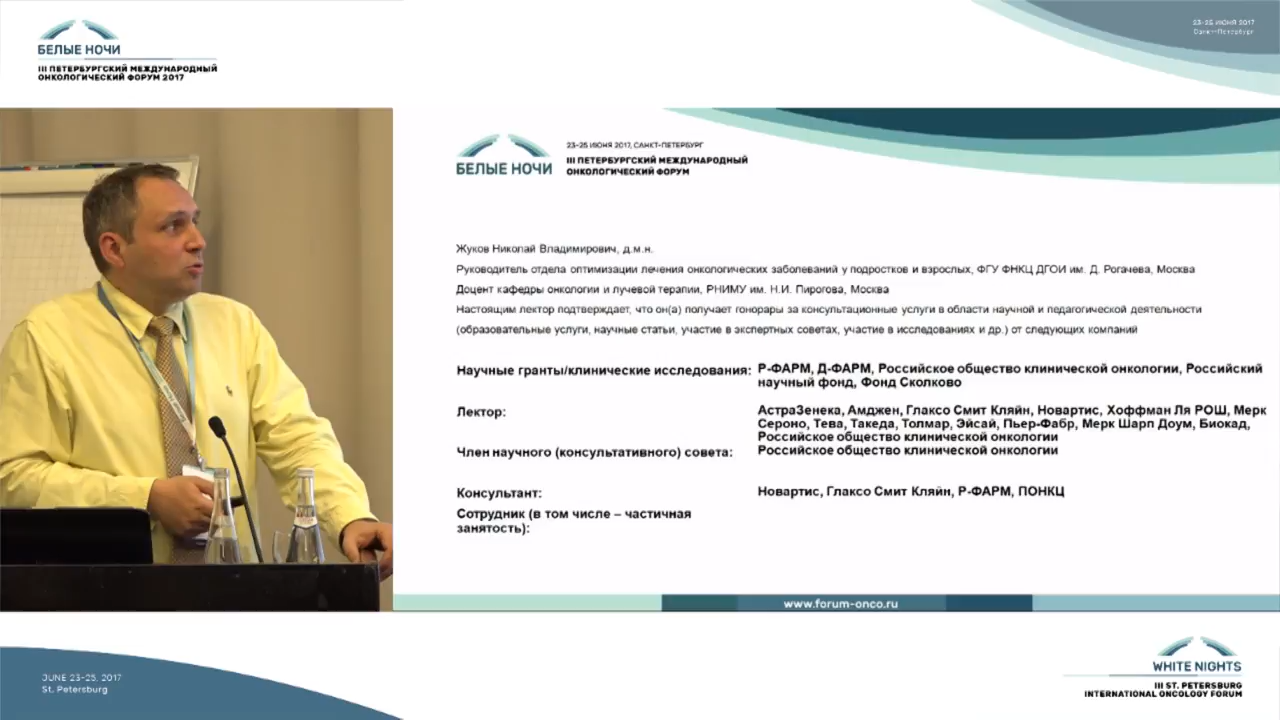 БЕЛЫЕ НОЧИ
III ПЕТЕРБУРГСКИЙ МЕЖДУНАРОДНЫЙ
ОНКОЛОГИЧЕСКИЙ ФОРУМ 2017
23-25 ИЮНЯ 2017
Санкт-Петербург
БЕЛЫЕ НОЧИ
23-25 ИЮНЯ 2017, САНКТ-ПЕТЕРБУРГ
III ПЕТЕРБУРГСКИЙ МЕЖДУНАРОДНЫЙ
ОНКОЛОГИЧЕСКИЙ ФОРУМ
Жуков Николай Владимирович, д.м.н.
Руководитель отдела оптимизации лечения онкологических заболеваний у подростков и взрослых, ФГУ ФНКЦ ДГОИ им. Д. Рогачева, Москва
Доцент кафедры онкологии и лучевой терапии, РНИМУ им. Н.И. Пирогова, Москва
Настоящим лектор подтверждает, что он(а) получает гонорары за консультационные услуги в области научной и педагогической деятельности
(образовательные услуги, научные статьи, участие в экспертных советах, участие в исследованиях и др.) от следующих компаний
Научные гранты/клинические исследования: Р-ФАРМ, Д-ФАРМ, Российское общество клинической онкологии, Российский
научный фонд, Фонд Сколково
Лектор: АстраЗенека, Амджен, Глаксо Смит Кляйн, Новартис, Хоффман Ля РОШ, Мерк
Сероно, Тева, Такеда, Толмар, Эйсай, Пьер-Фабр, Мерк Шарп Доум, Биокад,
Российское общество клинической онкологии
Член научного (консультативного) совета: Российское общество клинической онкологии
Консультант: Новартис, Глаксо Смит Кляйн, Р-ФАРМ, ПОНКЦ
Сотрудник (в том числе – частичная
занятость):
www.forum-onco.ru
JUNE 23-25, 2017
St. Petersburg
WHITE NIGHTS
III ST. PETERSBURG
INTERNATIONAL ONCOLOGY FORUM